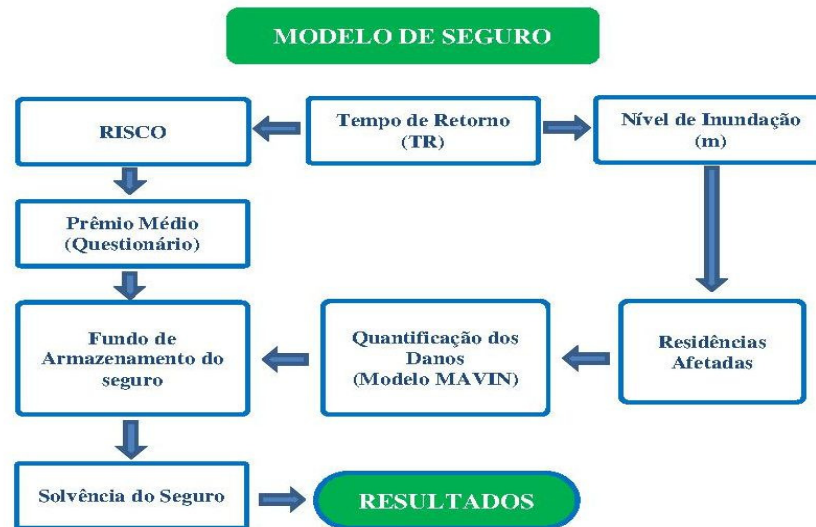 MODELO DE SEGURO
RISCO
Tempo de Retorno
(TR)
Nível de Inundação
(m)
Prêmio Médio
(Questionário)
Fundo de
Armazenamento do
seguro
Quantificação dos
Danos
(Modelo MAVIN)
Residências
Afetadas
Solvência do Seguro
RESULTADOS